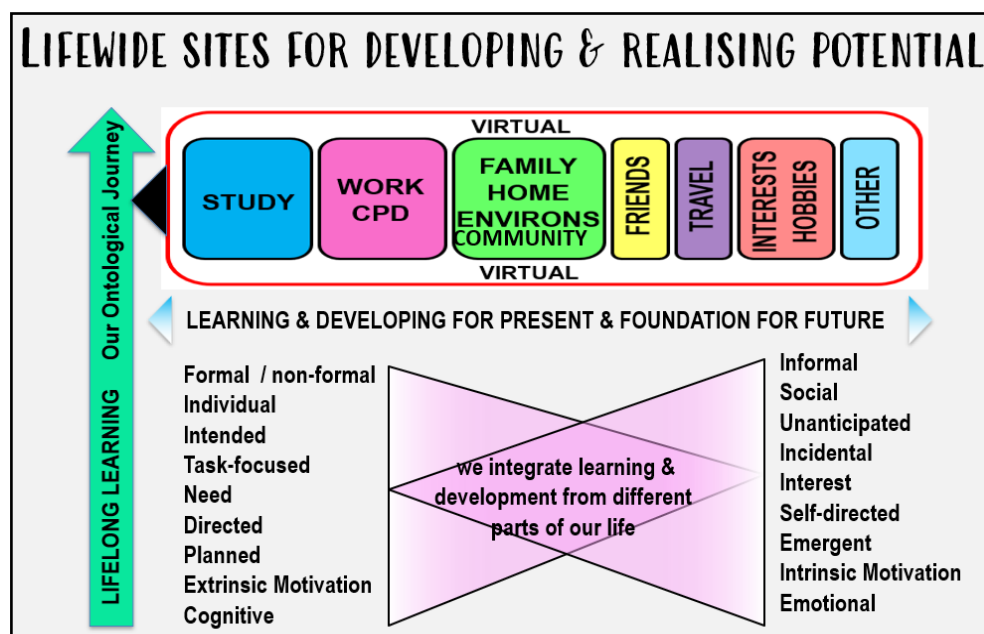 LIFEWIDE SITES FOR DEVELOPING & REALISING POTENTIAL
LIFELONG LEARNING Our Ontological Journey
VIRTUAL
STUDY
WORK
CPD
FAMILY
HOME
ENVIRONS
COMMUNITY
FRIENDS
TRAVEL
INTERESTS
HOBBIES
OTHER
VIRTUAL
LEARNING & DEVELOPING FOR PRESENT & FOUNDATION FOR FUTURE
Formal / non-formal
Individual
Intended
Task-focused
Need
Directed
Planned
Extrinsic Motivation
Cognitive
we integrate learning &
development from different
parts of our life
Informal
Social
Unanticipated
Incidental
Interest
Self-directed
Emergent
Intrinsic Motivation
Emotional